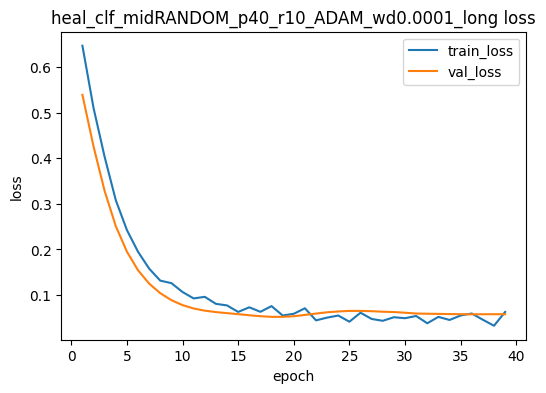 heal_clf_midRANDOM_p40_r10_ADAM_wd0.0001_long loss
train_loss
val_loss
0.6
0.5
0.4
0.3
0.2
0.1
loss
0 5 10 15 20 25 30 35 40
epoch